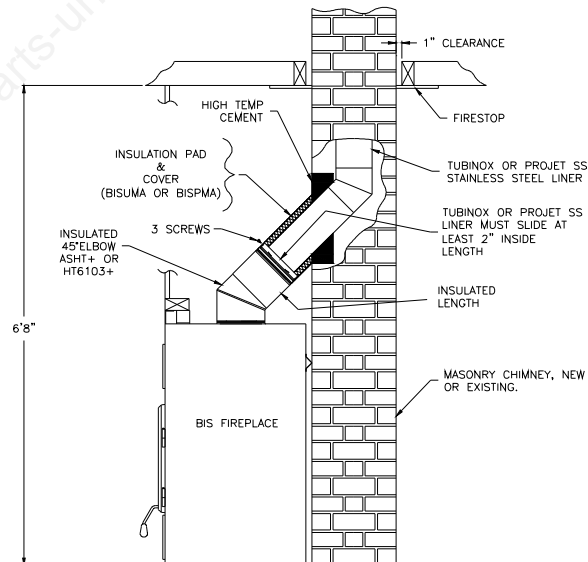 1" CLEARANCE
HIGH TEMP
CEMENT
FIRESTOP
INSULATION PAD
&
COVER
(BISUMA OR BISPMA)
TUBINOX OR PROJET SS
STAINLESS STEEL LINER
3 SCREWS
TUBINOX OR PROJET SS
LINER MUST SLIDE AT
LEAST 2" INSIDE
LENGTH
INSULATED
45°ELBOW
ASHT+ OR
HT6103+
INSULATED
LENGTH
6'8"
MASONRY CHIMNEY, NEW
OR EXISTING.
BIS FIREPLACE